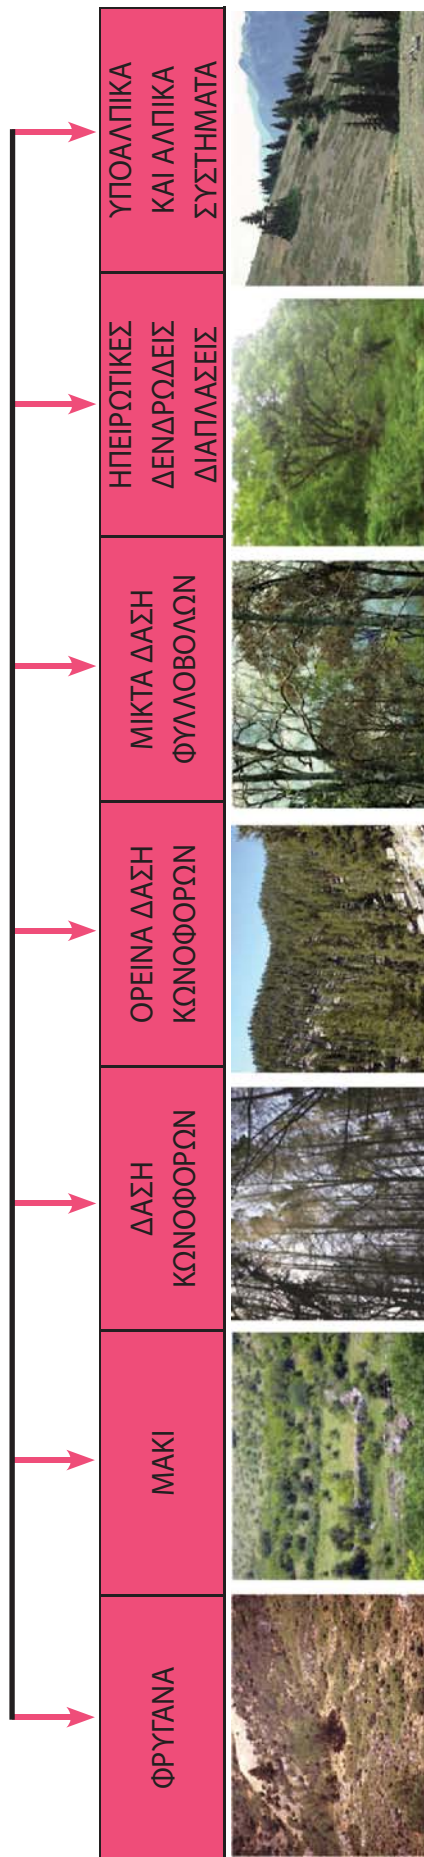 ΦΡΥΓΑΝΑ
ΜΑΚΙ
ΔΑΣΗ
ΚΩΝΟΦΟΡΩΝ
ΟΡΕΙΝΑ ΔΑΣΗ
ΚΩΝΟΦΟΡΩΝ
ΜΙΚΤΑ ΔΑΣΗ
ΦΥΛΛΟΒΟΛΩΝ
ΗΠΕΙΡΩΤΙΚΕΣ
ΔΕΝΔΡΩΔΕΙΣ
ΔΙΑΠΛΑΣΕΙΣ
ΥΠΟΑΛΠΙΚΑ
ΚΑΙ ΑΛΠΙΚΑ
ΣΥΣΤΗΜΑΤΑ